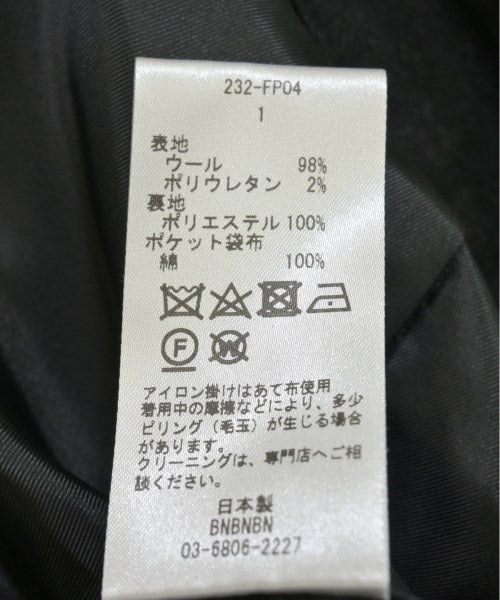 232-FP04
1
表地
ウール 98%
ポリウレタン 2%
裏地
ポリエステル 100%
ポケット袋布
綿 100%
F W
アイロン掛けはあて布使用
着用中の摩擦などにより、多少
ピリング(毛玉)が生じる場合
があります。
クリーニングは、専門店へご相
談ください。
日本製
BNBNBN
03-6806-2227